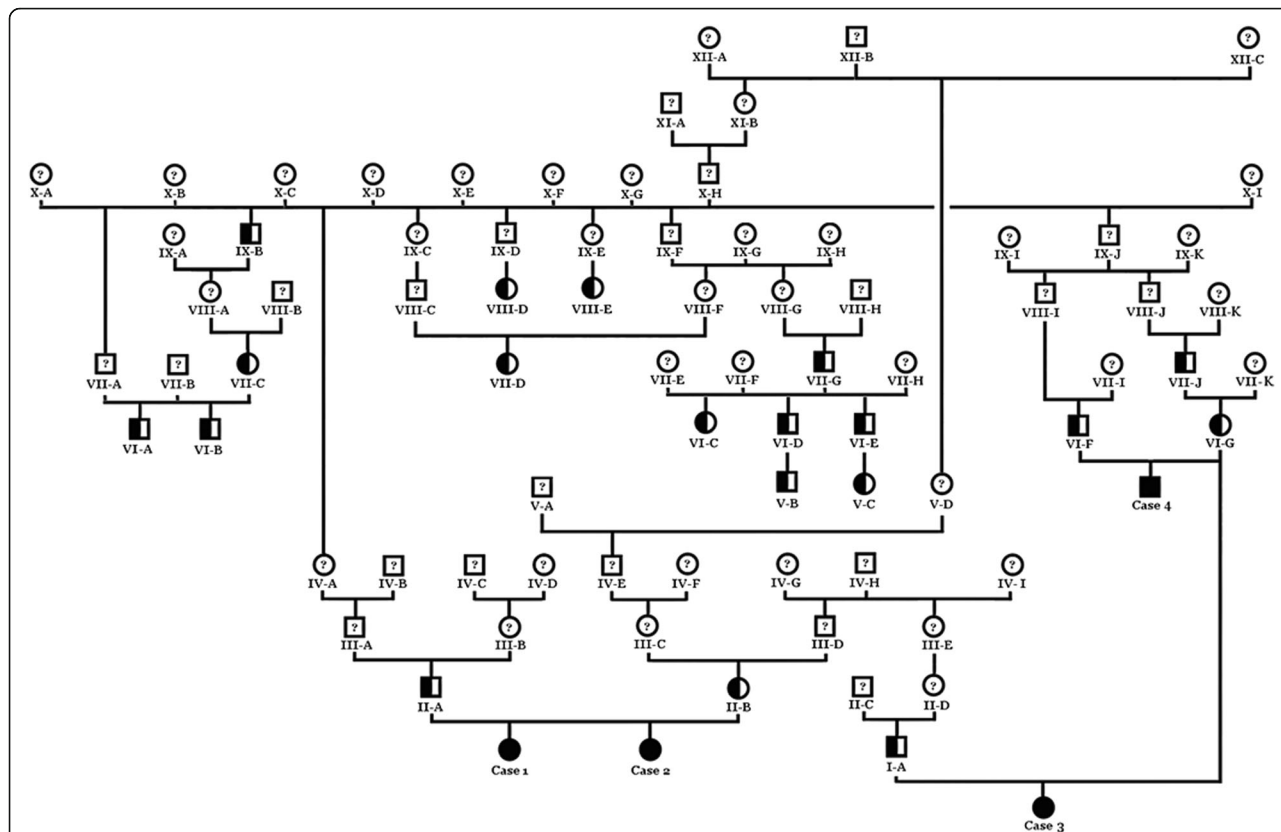 ? ? ?
XII-A XII-B XII-C
? ?
XI-A XI-B
? ? ? ? ? ? ? ? ?
X-A X-B X-C X-D X-E X-F X-G X-H X-I
? ? ? ? ? ? ? ? ? ?
IX-A IX-B IX-C IX-D IX-E IX-F IX-G IX-H IX-I IX-J IX-K
? ? ? ? ? ? ? ? ?
VIII-A VIII-B VIII-C VIII-D VIII-E VIII-F VIII-G VIII-H VIII-I VIII-J VIII-K
? ? ? ? ? ? ?
VII-A VII-B VII-C VII-D VII-E VII-F VII-G VII-H VII-I VII-J VII-K
VI-A VI-B VI-C VI-D VI-E VI-F VI-G
? ?
V-A V-B V-C V-D Case 4
? ? ? ? ? ? ? ? ?
IV-A IV-B IV-C IV-D IV-E IV-F IV-G IV-H IV-I
? ? ? ? ?
III-A III-B III-C III-D III-E
? ?
II-A II-B II-C II-D
Case 1 Case 2 I-A
Case 3